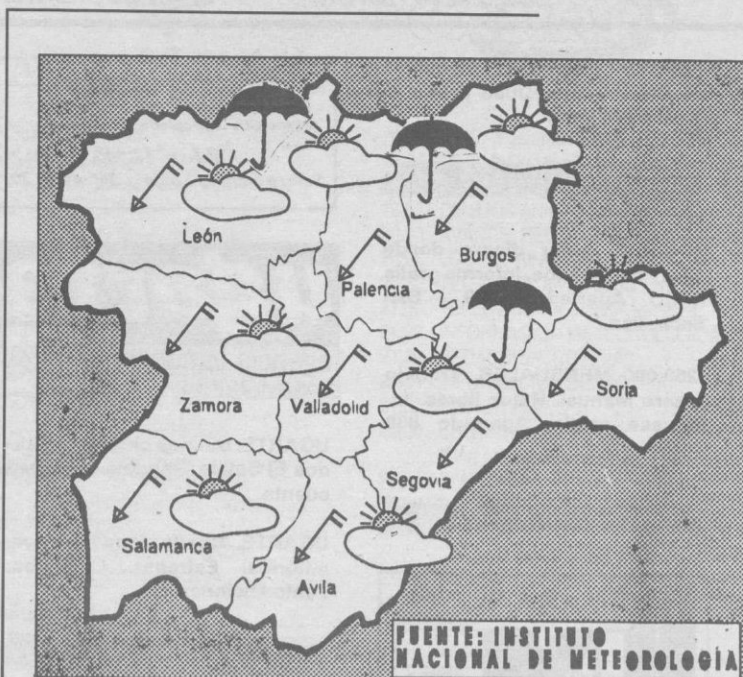 León
Burgos
Palencia
Soria
Zamora
Valladolid
Segovia
Salamanca
Avila
FUENTE: INSTITUTO
NACIONAL DE METEOROLOGÍA